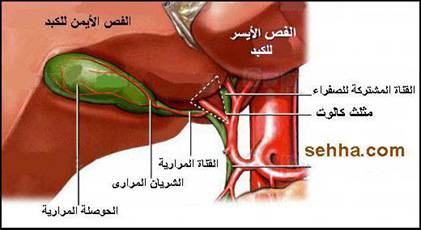 الفص الأيمن للكبد
الفص الأيسر
للكبد
القناة المشتركة للصفراء
مثلث كالوت
sehha.com
القناة المرارية
الشريان المرارى
الحوصلة المرارية